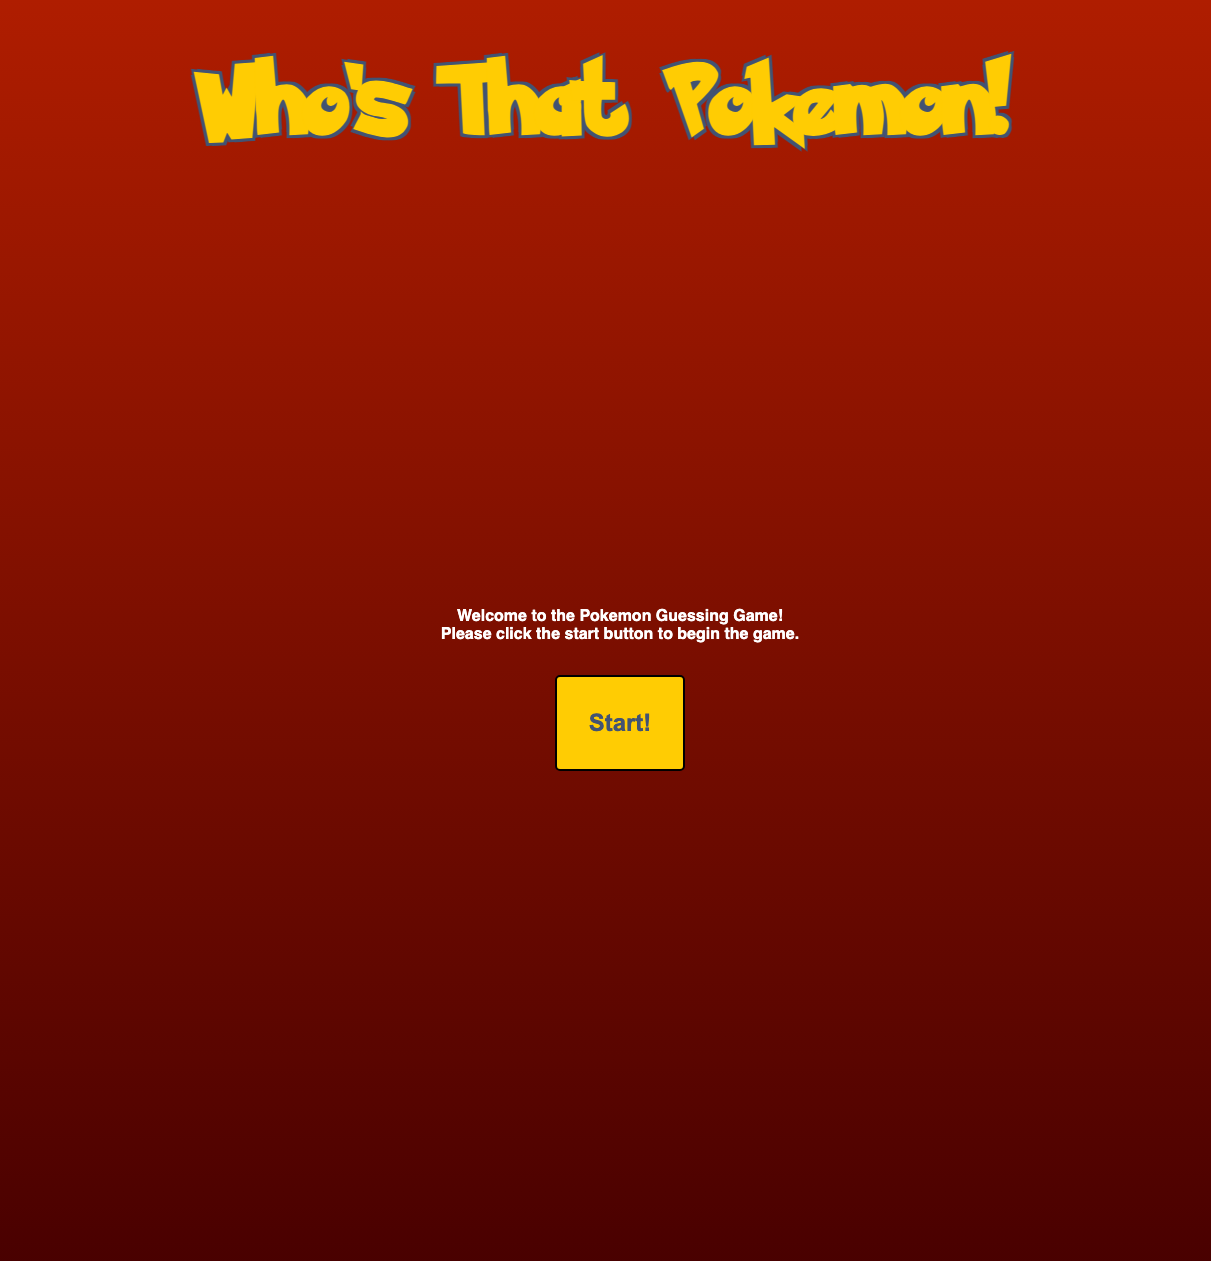 Who's That Pokemon!
Welcome to the Pokemon Guessing Game!
Please click the start button to begin the game.
Start!